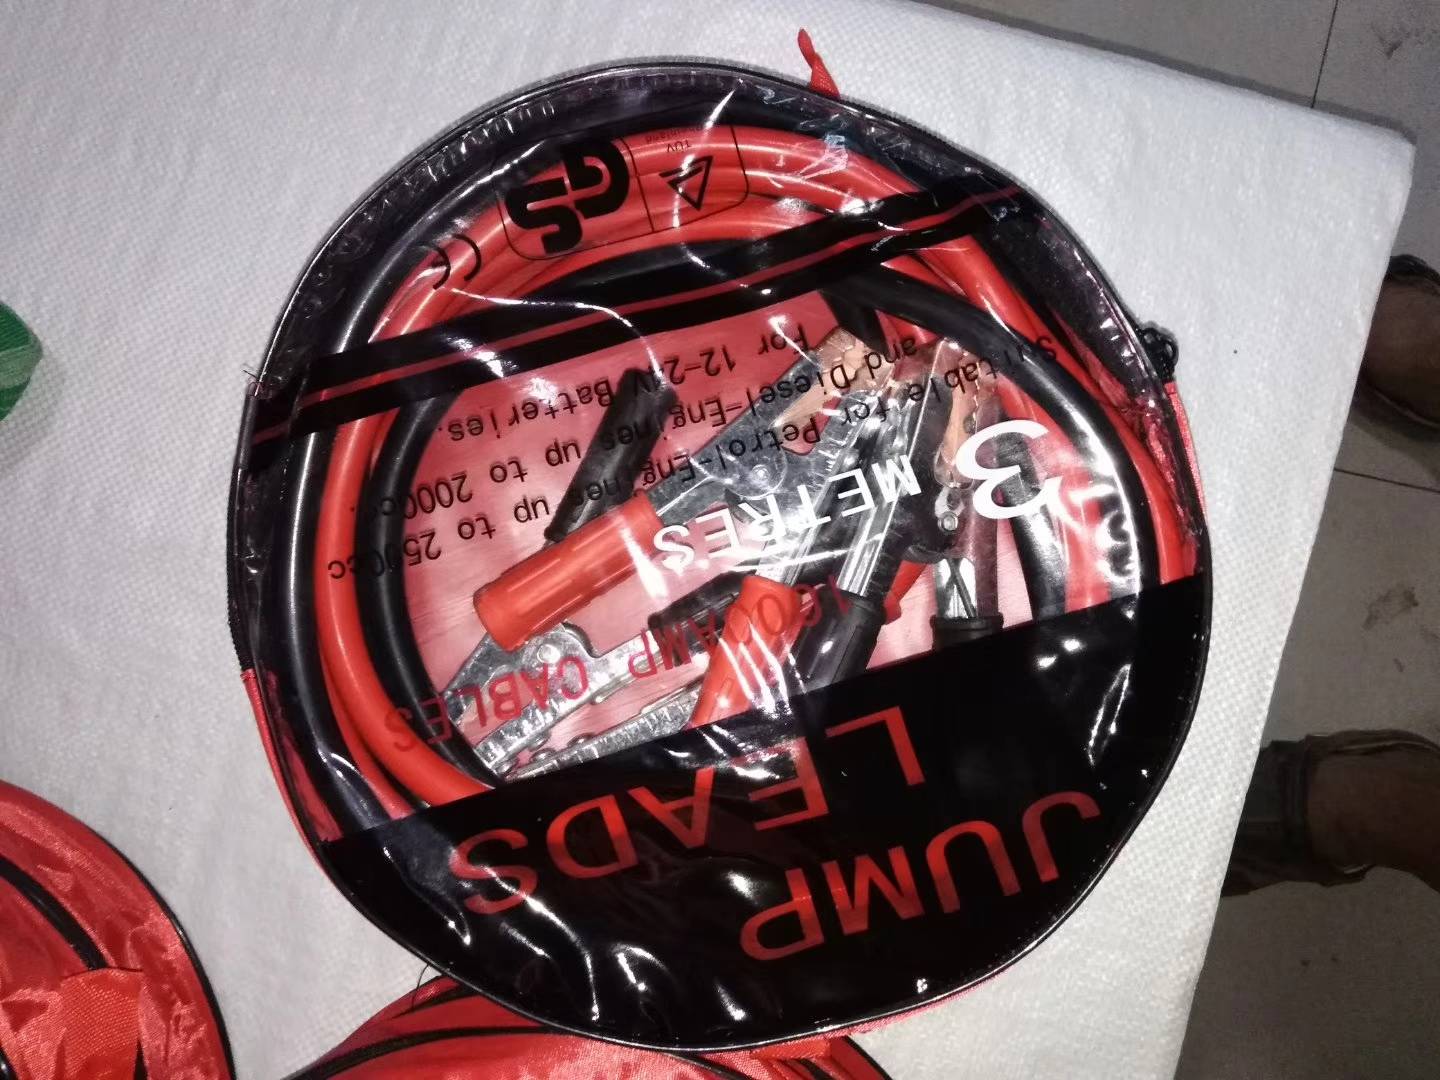 JUMP
LEADS
1600AMP CABLES
3
METRES
Suitable for Petrol-Engines up to 2500cc
and Diesel-Engines up to 2000cc.
For 12-24V Batteries.
CE
GS
TÜV